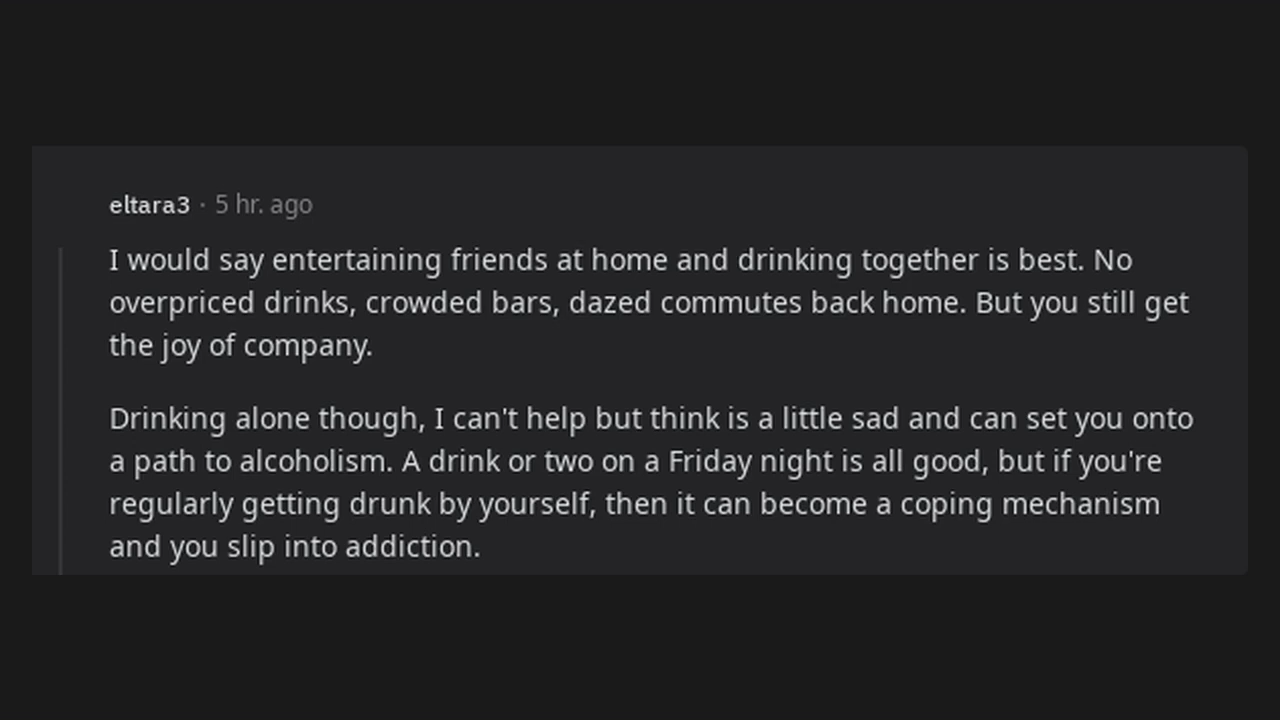 eltara3 · 5 hr. ago
I would say entertaining friends at home and drinking together is best. No
overpriced drinks, crowded bars, dazed commutes back home. But you still get
the joy of company.
Drinking alone though, I can't help but think is a little sad and can set you onto
a path to alcoholism. A drink or two on a Friday night is all good, but if you're
regularly getting drunk by yourself, then it can become a coping mechanism
and you slip into addiction.